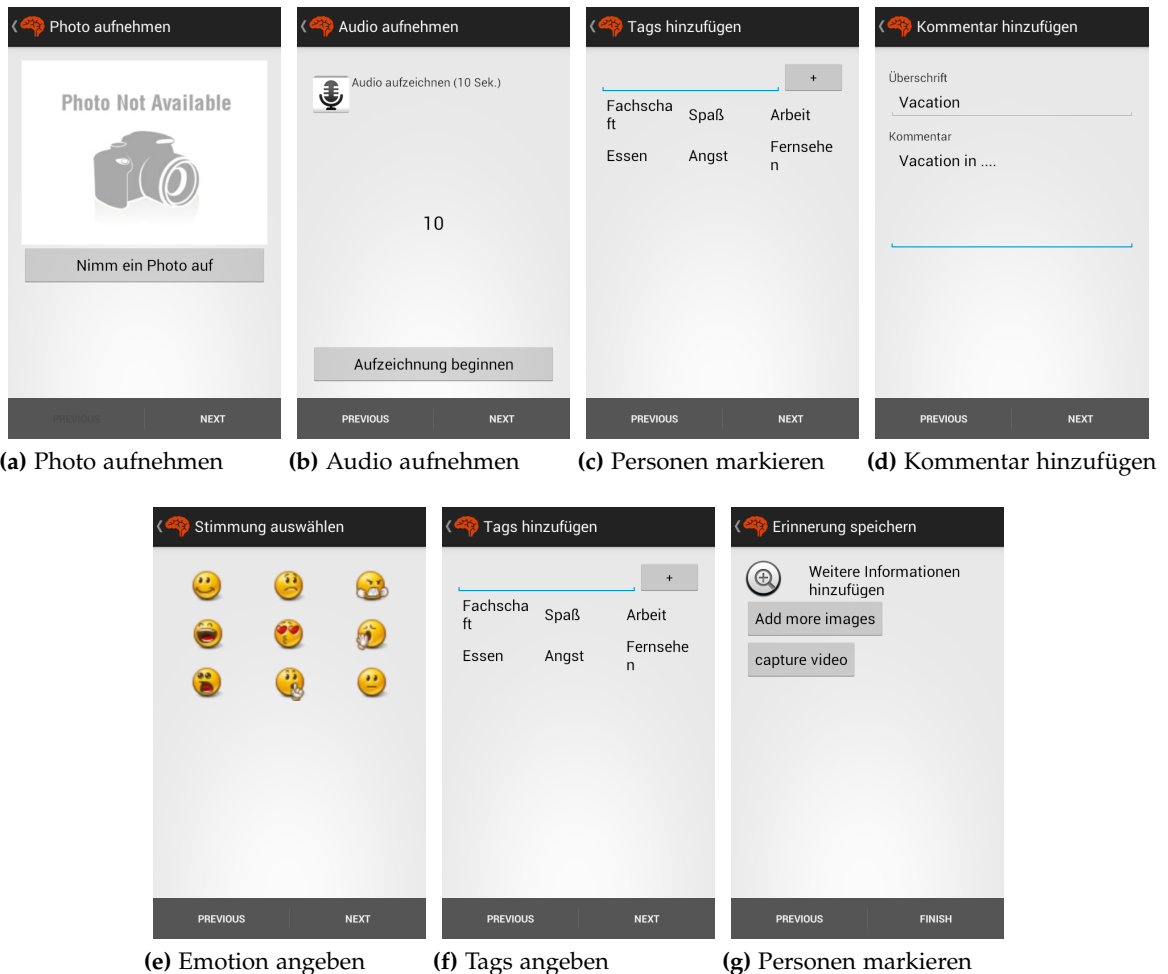 Photo aufnehmen
Photo Not Available
Nimm ein Photo auf
PREVIOUS NEXT
(a) Photo aufnehmen
Audio aufnehmen
Audio aufzeichnen (10 Sek.)
10
Aufzeichnung beginnen
PREVIOUS NEXT
(b) Audio aufnehmen
Tags hinzufügen
+
Fachscha
ft
Spaß
Arbeit
Essen
Angst
Fernsehe
n
PREVIOUS NEXT
(c) Personen markieren
Kommentar hinzufügen
Überschrift
Vacation
Kommentar
Vacation in ....
PREVIOUS NEXT
(d) Kommentar hinzufügen
Stimmung auswählen
PREVIOUS NEXT
(e) Emotion angeben
Tags hinzufügen
+
Fachscha
ft
Spaß
Arbeit
Essen
Angst
Fernsehe
n
PREVIOUS NEXT
(f) Tags angeben
Erinnerung speichern
Weitere Informationen
hinzufügen
Add more images
capture video
PREVIOUS FINISH
(g) Personen markieren